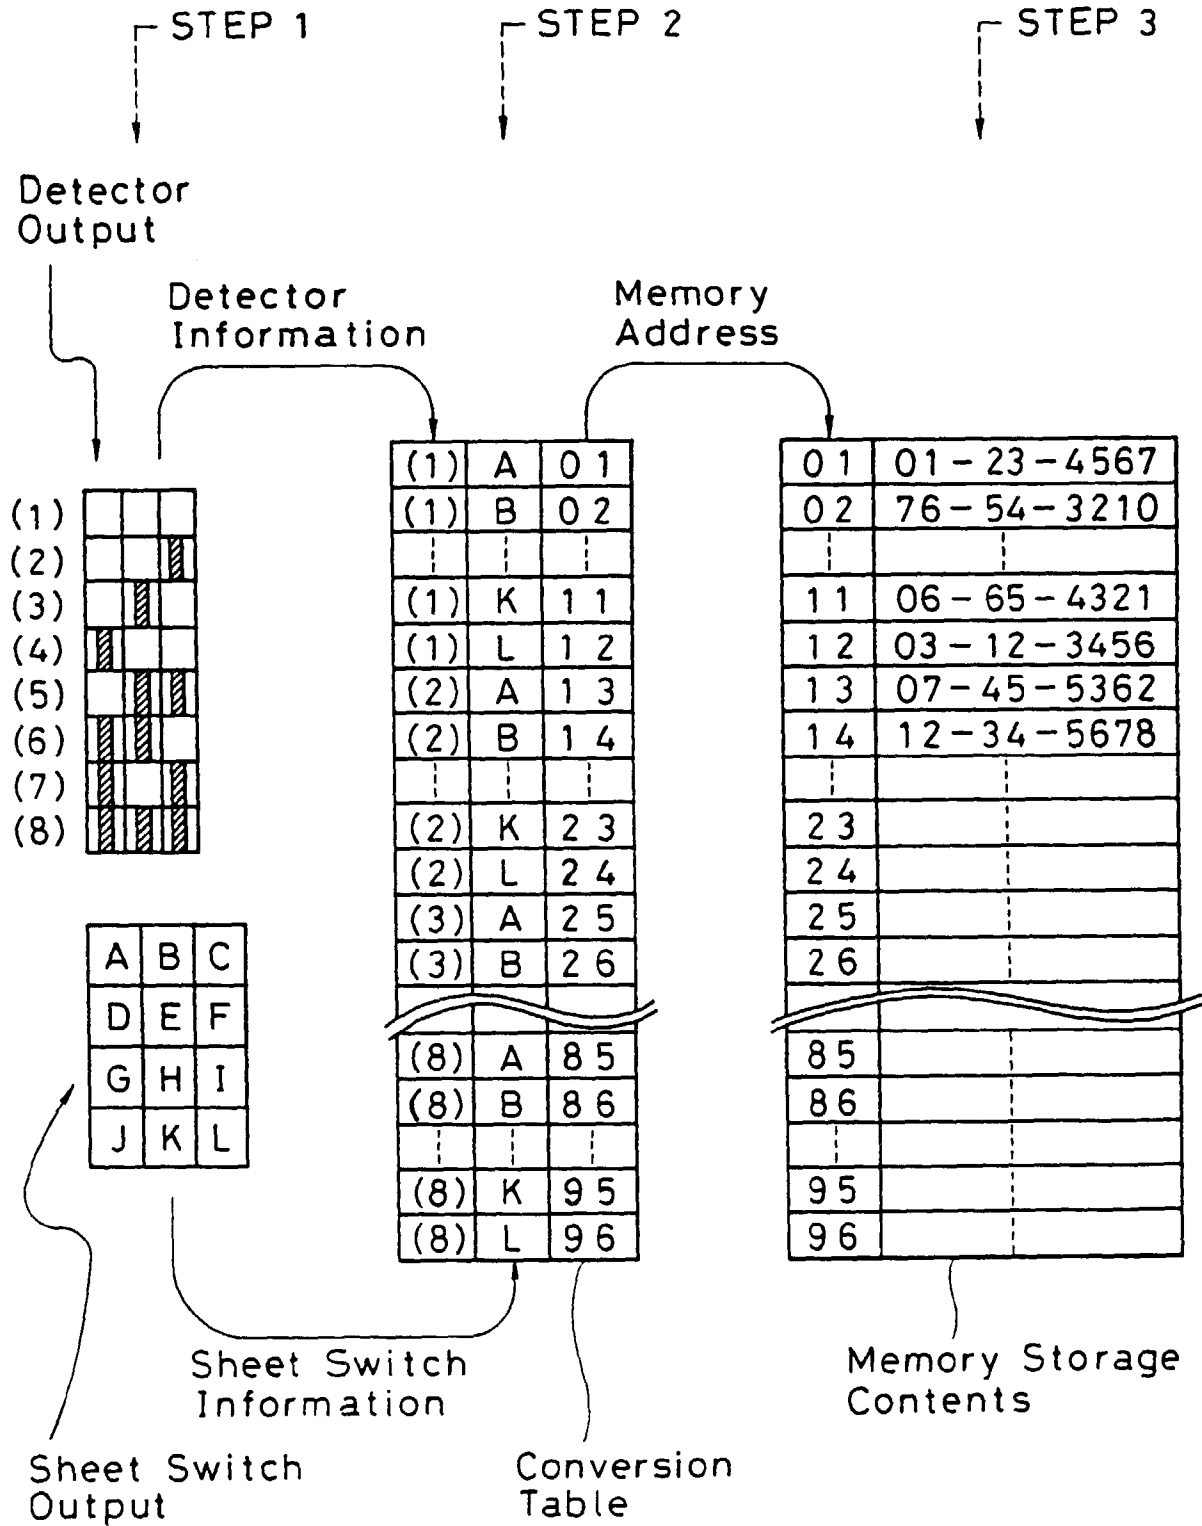 STEP 1
STEP 2
STEP 3
Detector
Output
Detector
Information
Memory
Address
(1)
(2)
(3)
(4)
(5)
(6)
(7)
(8)
A B C
D E F
G H I
J K L
(1) A 01
(1) B 02
(1) K 11
(1) L 12
(2) A 13
(2) B 14
(2) K 23
(2) L 24
(3) A 25
(3) B 26
(8) A 85
(8) B 86
(8) K 95
(8) L 96
01 01-23-4567
02 76-54-3210
11 06-65-4321
12 03-12-3456
13 07-45-5362
14 12-34-5678
23
24
25
26
85
86
95
96
Sheet Switch
Information
Memory Storage
Contents
Sheet Switch
Output
Conversion
Table